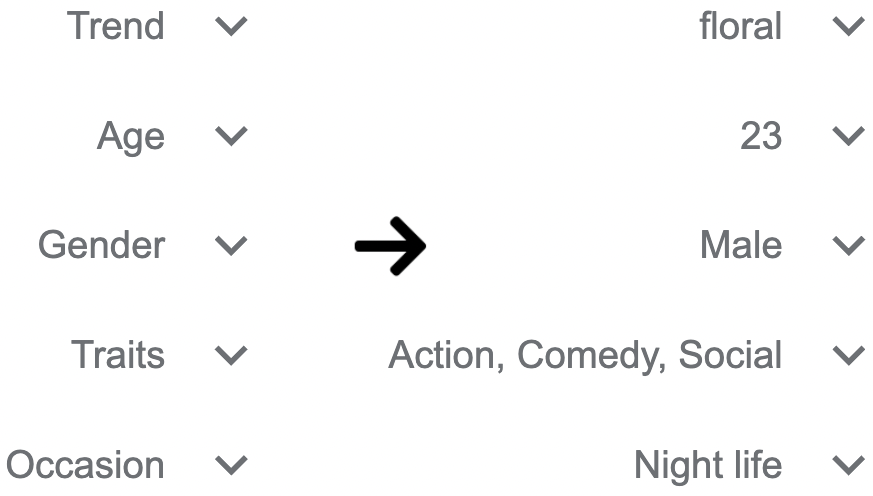 Trend floral
Age 23
Gender Male
Traits Action, Comedy, Social
Occasion Night life